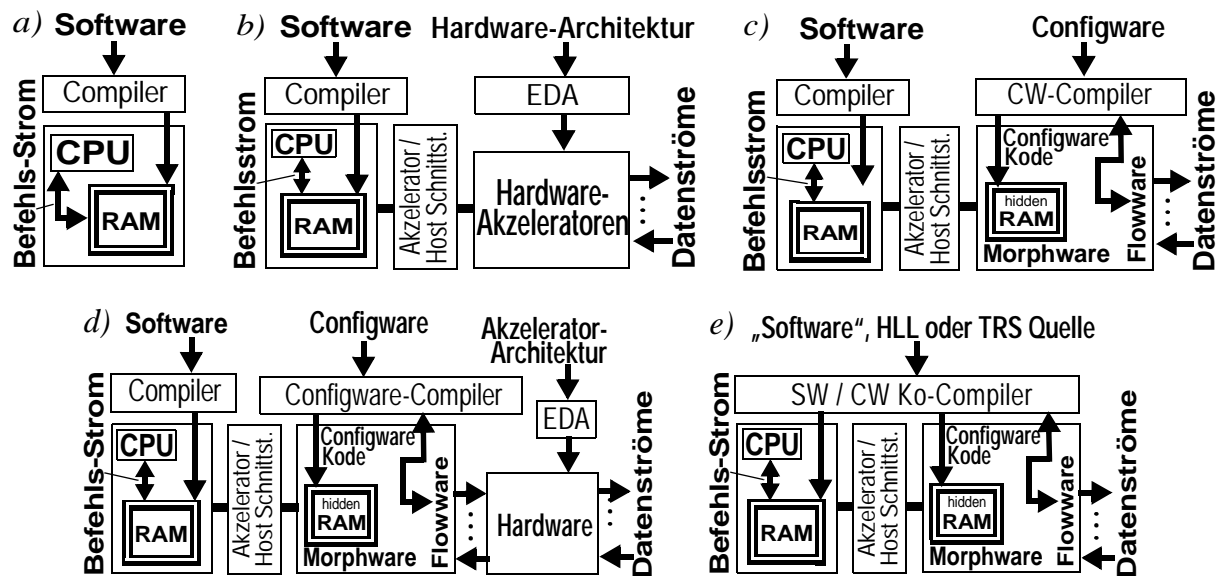 a) Software
Compiler
Befehls-Strom
CPU
RAM
b) Software
Hardware-Architektur
Compiler
EDA
Befehlsstrom
CPU
RAM
Akzelerator /
Host Schnittst.
Hardware-
Akzeleratoren
Datenströme
c) Software
Configware
Compiler
CW-Compiler
Befehlsstrom
CPU
RAM
Akzelerator /
Host Schnittst.
Configware
Kode
hidden
RAM
Morphware
Flowware
Datenströme
d) Software
Configware
Akzelerator-
Architektur
Compiler
Configware-Compiler
EDA
Befehls-Strom
CPU
RAM
Akzelerator /
Host Schnittst.
Configware
Kode
hidden
RAM
Morphware
Flowware
Hardware
Datenströme
e) „Software“, HLL oder TRS Quelle
SW / CW Ko-Compiler
Befehls-Strom
CPU
RAM
Akzelerator /
Host Schnittst.
Configware
Kode
hidden
RAM
Morphware
Flowware
Datenströme